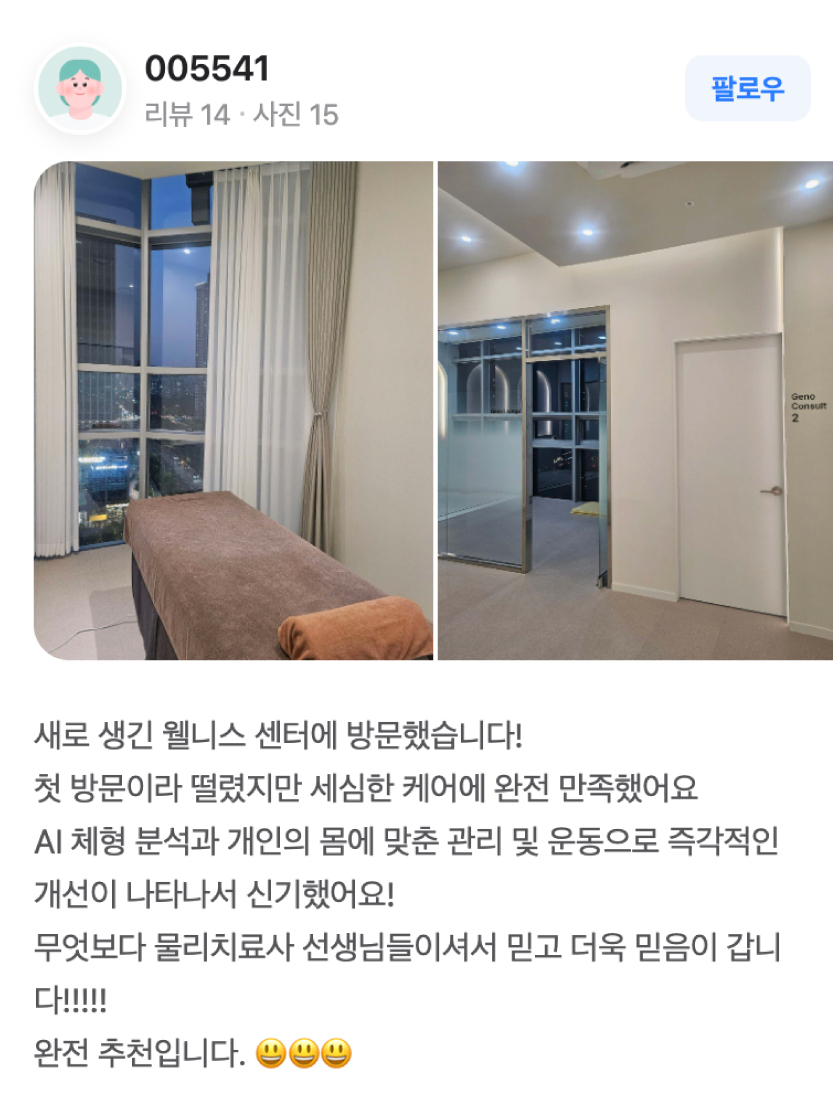 005541
리뷰 14 · 사진 15
팔로우
Geno
Consult
2
새로 생긴 웰니스 센터에 방문했습니다!
첫 방문이라 떨렸지만 세심한 케어에 완전 만족했어요
AI 체형 분석과 개인의 몸에 맞춘 관리 및 운동으로 즉각적인
개선이 나타나서 신기했어요!
무엇보다 물리치료사 선생님들이셔서 믿고 더욱 믿음이 갑니
다!!!!!
완전 추천입니다. 😃😃😃